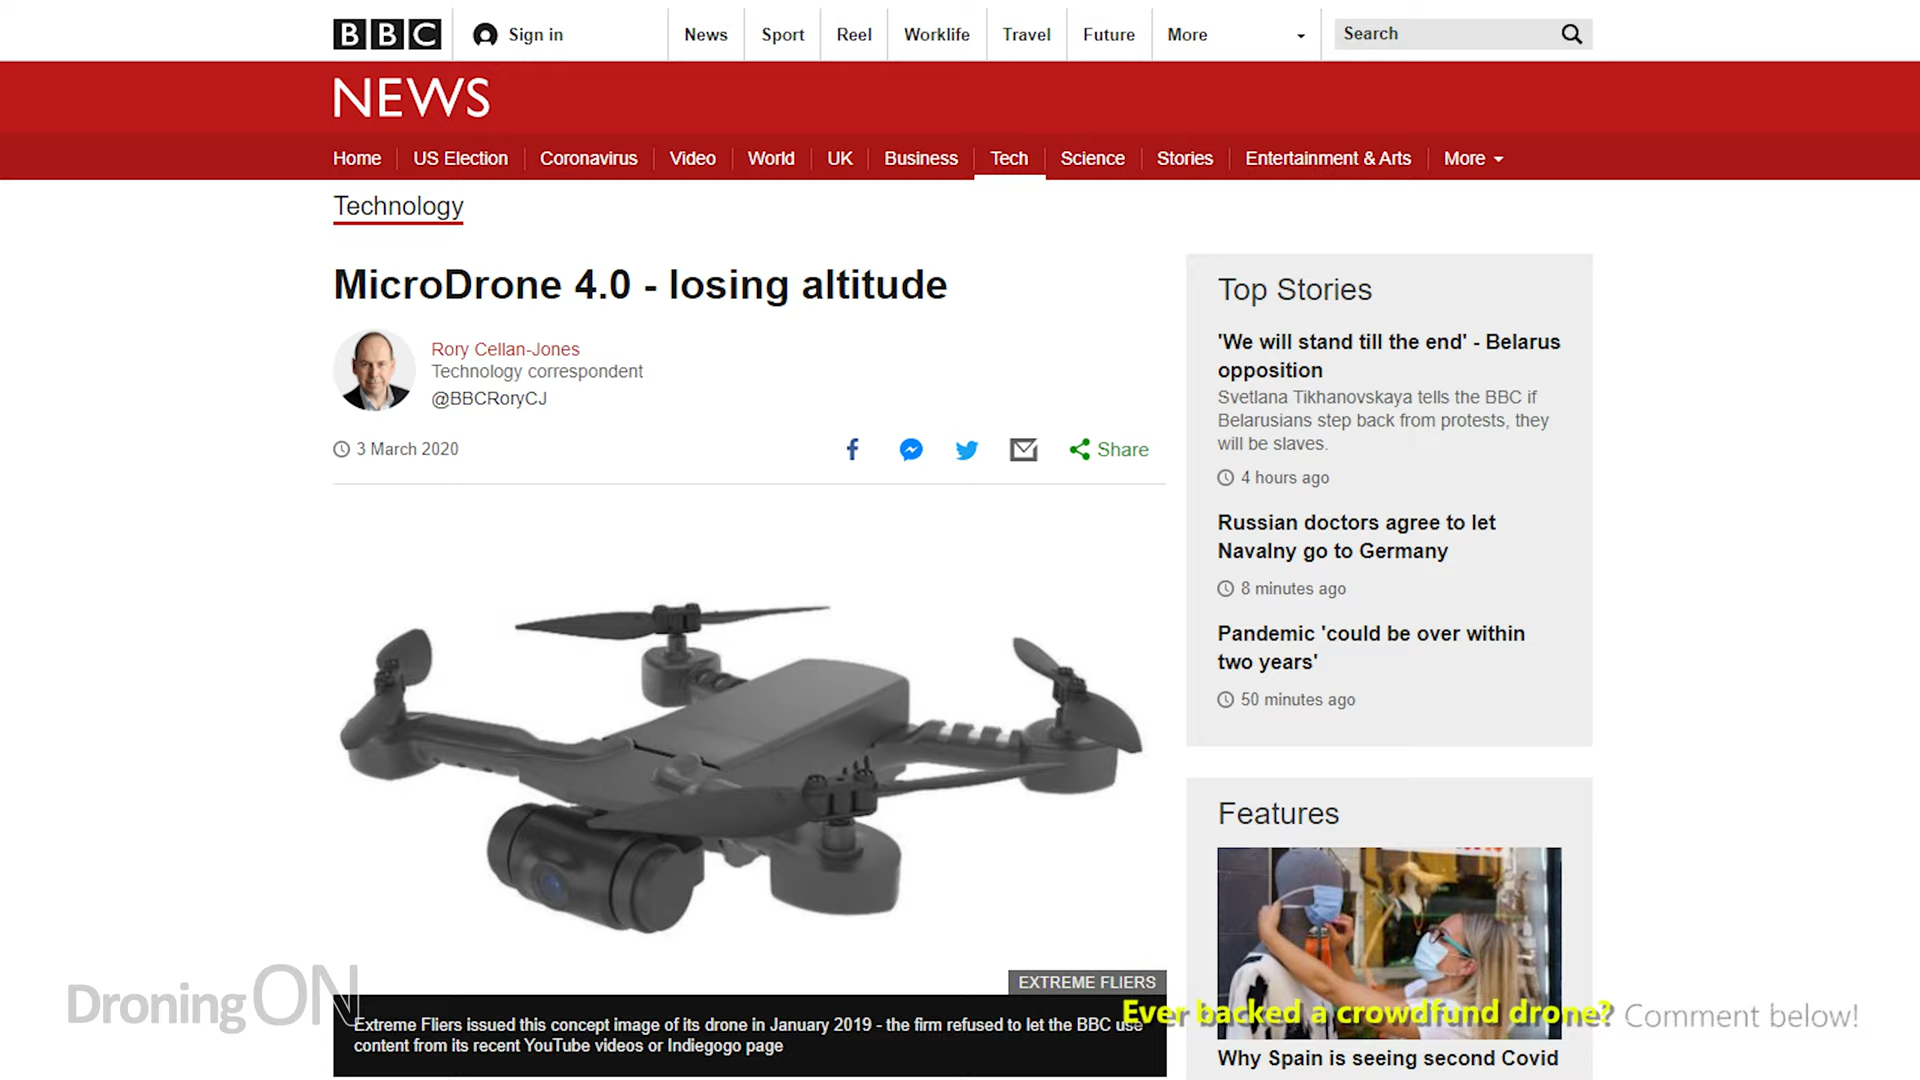 BBC
Sign in
News
Sport
Reel
Worklife
Travel
Future
More
Search
NEWS
Home
US Election
Coronavirus
Video
World
UK
Business
Tech
Science
Stories
Entertainment & Arts
More
Technology
MicroDrone 4.0 - losing altitude
Rory Cellan-Jones
Technology correspondent
@BBCRoryCJ
3 March 2020
Share
EXTREME FLIERS
Extreme Fliers issued this concept image of its drone in January 2019 - the firm refused to let the BBC use
content from its recent YouTube videos or Indiegogo page
Top Stories
'We will stand till the end' - Belarus
opposition
Svetlana Tikhanovskaya tells the BBC if
Belarusians step back from protests, they
will be slaves.
4 hours ago
Russian doctors agree to let
Navalny go to Germany
8 minutes ago
Pandemic 'could be over within
two years'
50 minutes ago
Features
Why Spain is seeing second Covid
DroningON
Ever backed a crowdfund drone? Comment below!